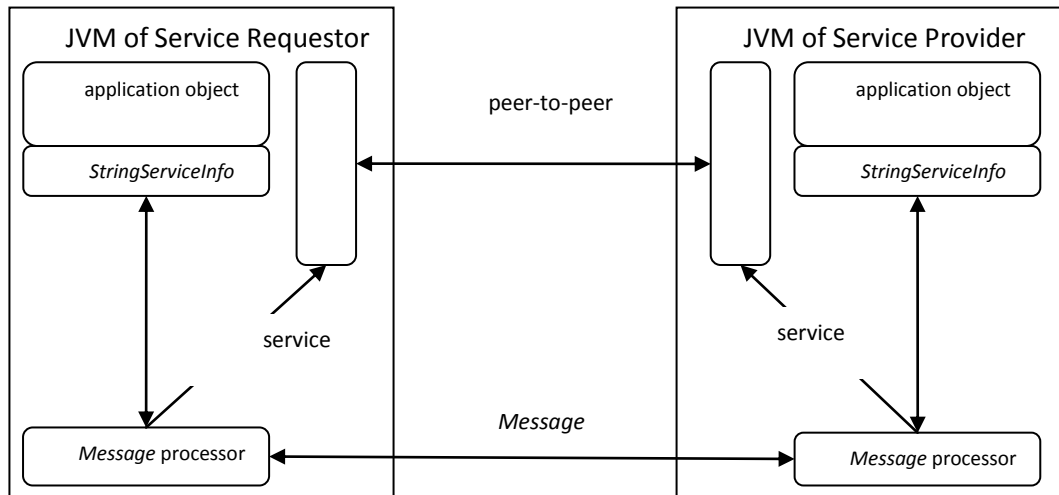 JVM of Service Requestor
application object
StringServiceInfo
service
Message processor
peer-to-peer
Message
JVM of Service Provider
application object
StringServiceInfo
service
Message processor